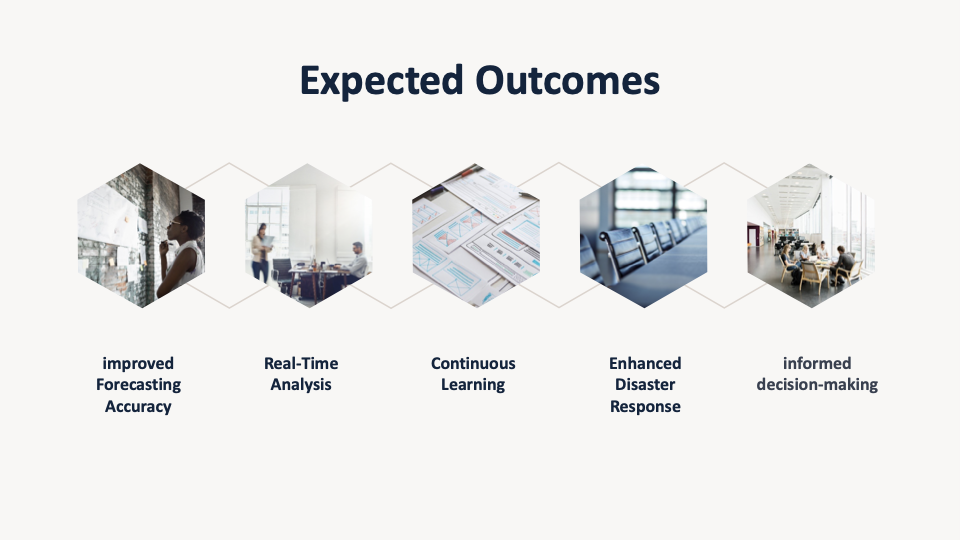 Expected Outcomes
improved
Forecasting
Accuracy
Real-Time
Analysis
Continuous
Learning
Enhanced
Disaster
Response
informed
decision-making